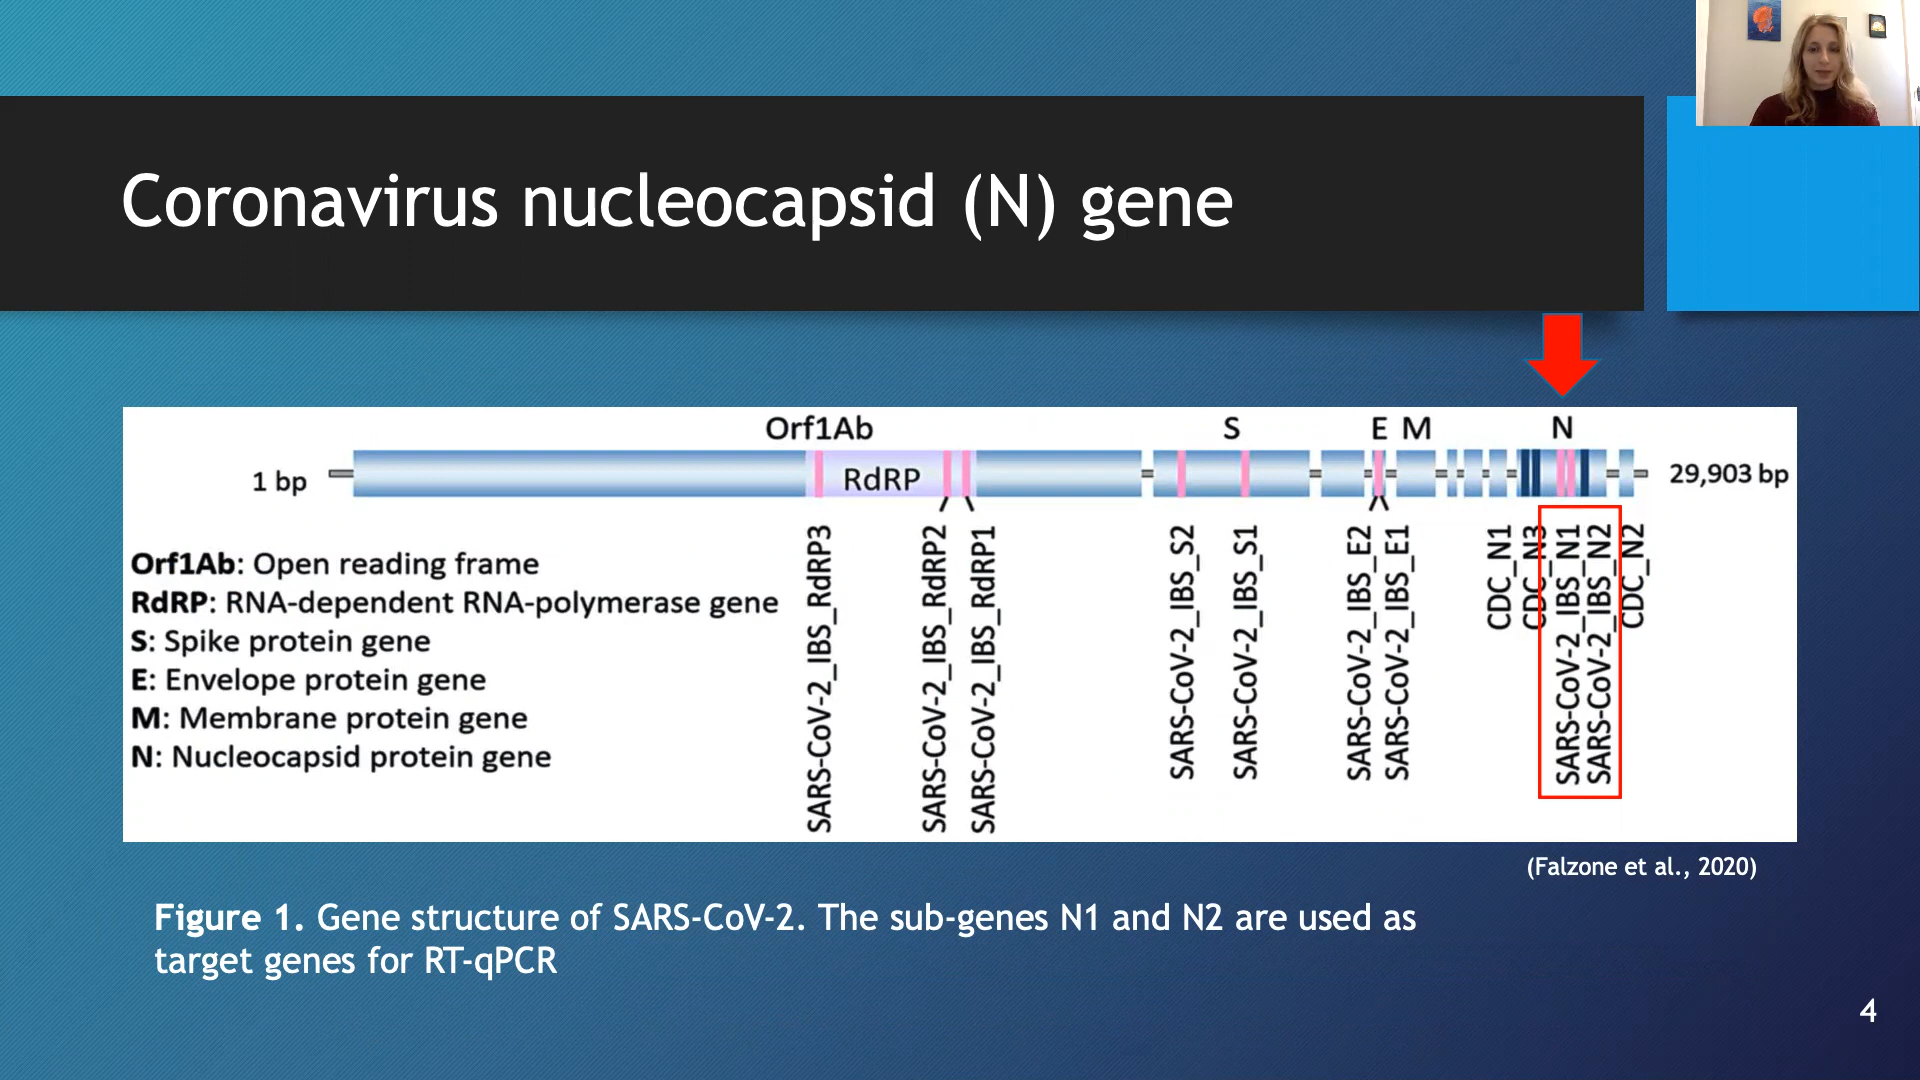 Coronavirus nucleocapsid (N) gene
Orf1Ab S E M N
1 bp RdRP 29,903 bp
Orf1Ab: Open reading frame
RdRP: RNA-dependent RNA-polymerase gene
S: Spike protein gene
E: Envelope protein gene
M: Membrane protein gene
N: Nucleocapsid protein gene
SARS-CoV-2_IBS_RdRP3
SARS-CoV-2_IBS_RdRP2
SARS-CoV-2_IBS_RdRP1
SARS-CoV-2_IBS_S2
SARS-CoV-2_IBS_S1
SARS-CoV-2_IBS_E2
SARS-CoV-2_IBS_E1
CDC_N1
CDC_N3
SARS-CoV-2_IBS_N1
SARS-CoV-2_IBS_N2
CDC_N2
(Falzone et al., 2020)
Figure 1. Gene structure of SARS-CoV-2. The sub-genes N1 and N2 are used as
target genes for RT-qPCR
4